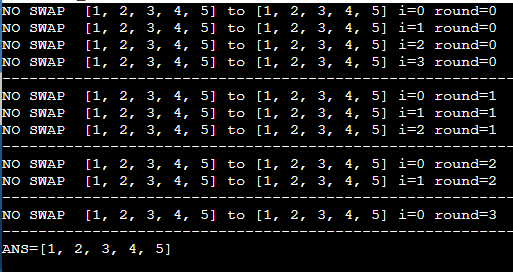 NO SWAP  [1, 2, 3, 4, 5] to [1, 2, 3, 4, 5] i=0 round=0
NO SWAP  [1, 2, 3, 4, 5] to [1, 2, 3, 4, 5] i=1 round=0
NO SWAP  [1, 2, 3, 4, 5] to [1, 2, 3, 4, 5] i=2 round=0
NO SWAP  [1, 2, 3, 4, 5] to [1, 2, 3, 4, 5] i=3 round=0
---------------------------------------------------------
NO SWAP  [1, 2, 3, 4, 5] to [1, 2, 3, 4, 5] i=0 round=1
NO SWAP  [1, 2, 3, 4, 5] to [1, 2, 3, 4, 5] i=1 round=1
NO SWAP  [1, 2, 3, 4, 5] to [1, 2, 3, 4, 5] i=2 round=1
---------------------------------------------------------
NO SWAP  [1, 2, 3, 4, 5] to [1, 2, 3, 4, 5] i=0 round=2
NO SWAP  [1, 2, 3, 4, 5] to [1, 2, 3, 4, 5] i=1 round=2
---------------------------------------------------------
NO SWAP  [1, 2, 3, 4, 5] to [1, 2, 3, 4, 5] i=0 round=3
---------------------------------------------------------
ANS=[1, 2, 3, 4, 5]